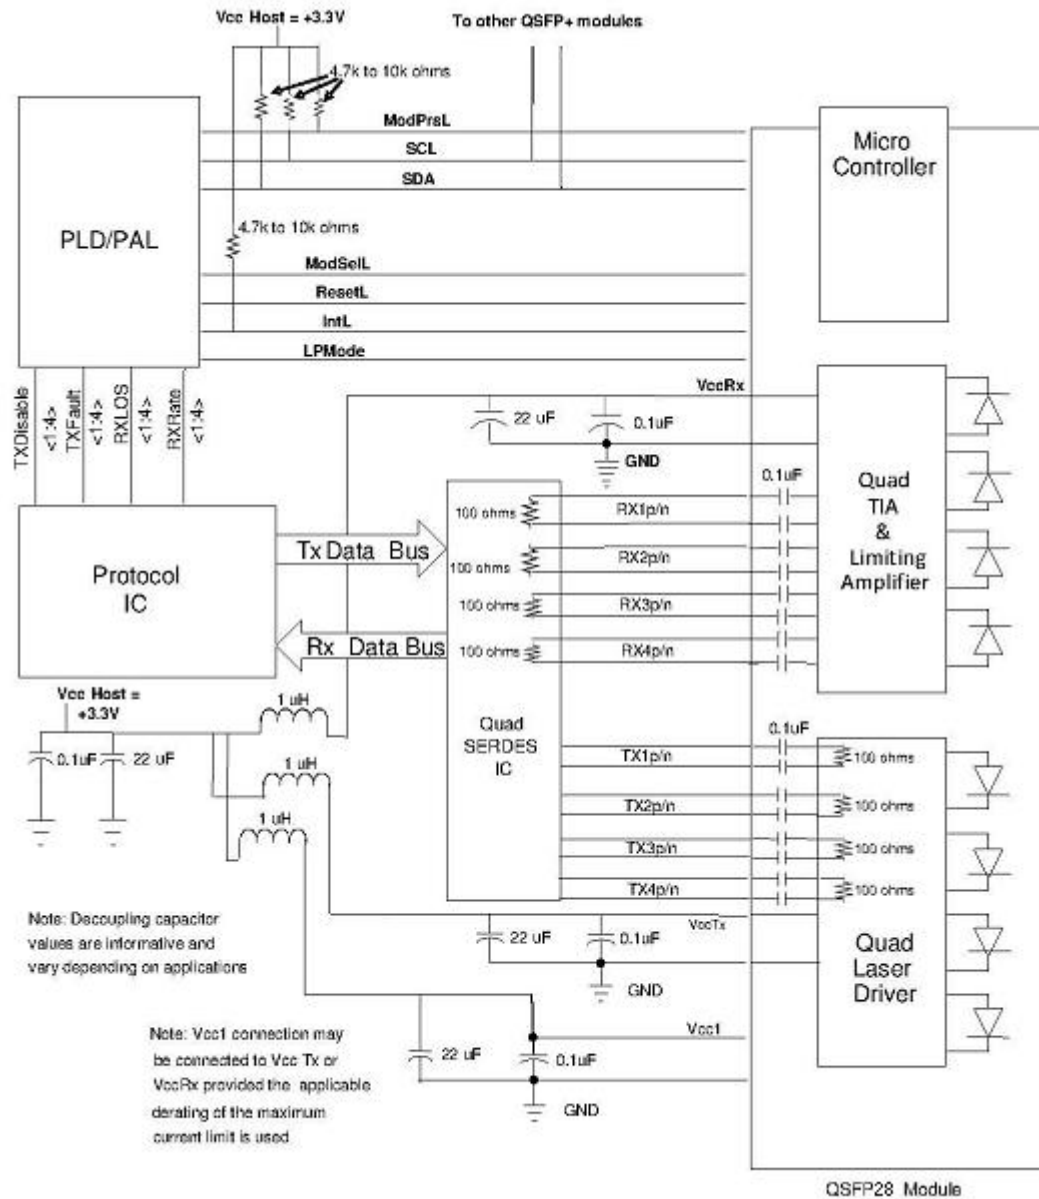 Vcc Host = +3.3V
To other QSFP+ modules
4.7k to 10k ohms
ModPrsL
SCL
SDA
Micro
Controller
PLD/PAL
4.7k to 10k ohms
ModSelL
ResetL
IntL
LPMode
TXDisable
<1:4>
TXFault
<1:4>
RXLOS
<1:4>
RXRate
<1:4>
VccRx
22 uF
0.1uF
GND
0.1uF
Quad
TIA
&
Limiting
Amplifier
100 ohms
RX1p/n
100 ohms
RX2p/n
100 ohms
RX3p/n
100 ohms
RX4p/n
Tx Data Bus
Protocol
IC
Rx Data Bus
Vcc Host =
+3.3V
1 uH
0.1uF
22 uF
1 uH
1 uH
Quad
SERDES
IC
0.1uF
TX1p/n
100 ohms
TX2p/n
100 ohms
TX3p/n
100 ohms
TX4p/n
100 ohms
Note: Decoupling capacitor
values are informative and
vary depending on applications
VccTx
22 uF
0.1uF
GND
Quad
Laser
Driver
Note: Vcc1 connection may
be connected to Vcc Tx or
VccRx provided the applicable
derating of the maximum
current limit is used
Vcc1
22 uF
0.1uF
GND
QSFP28 Module